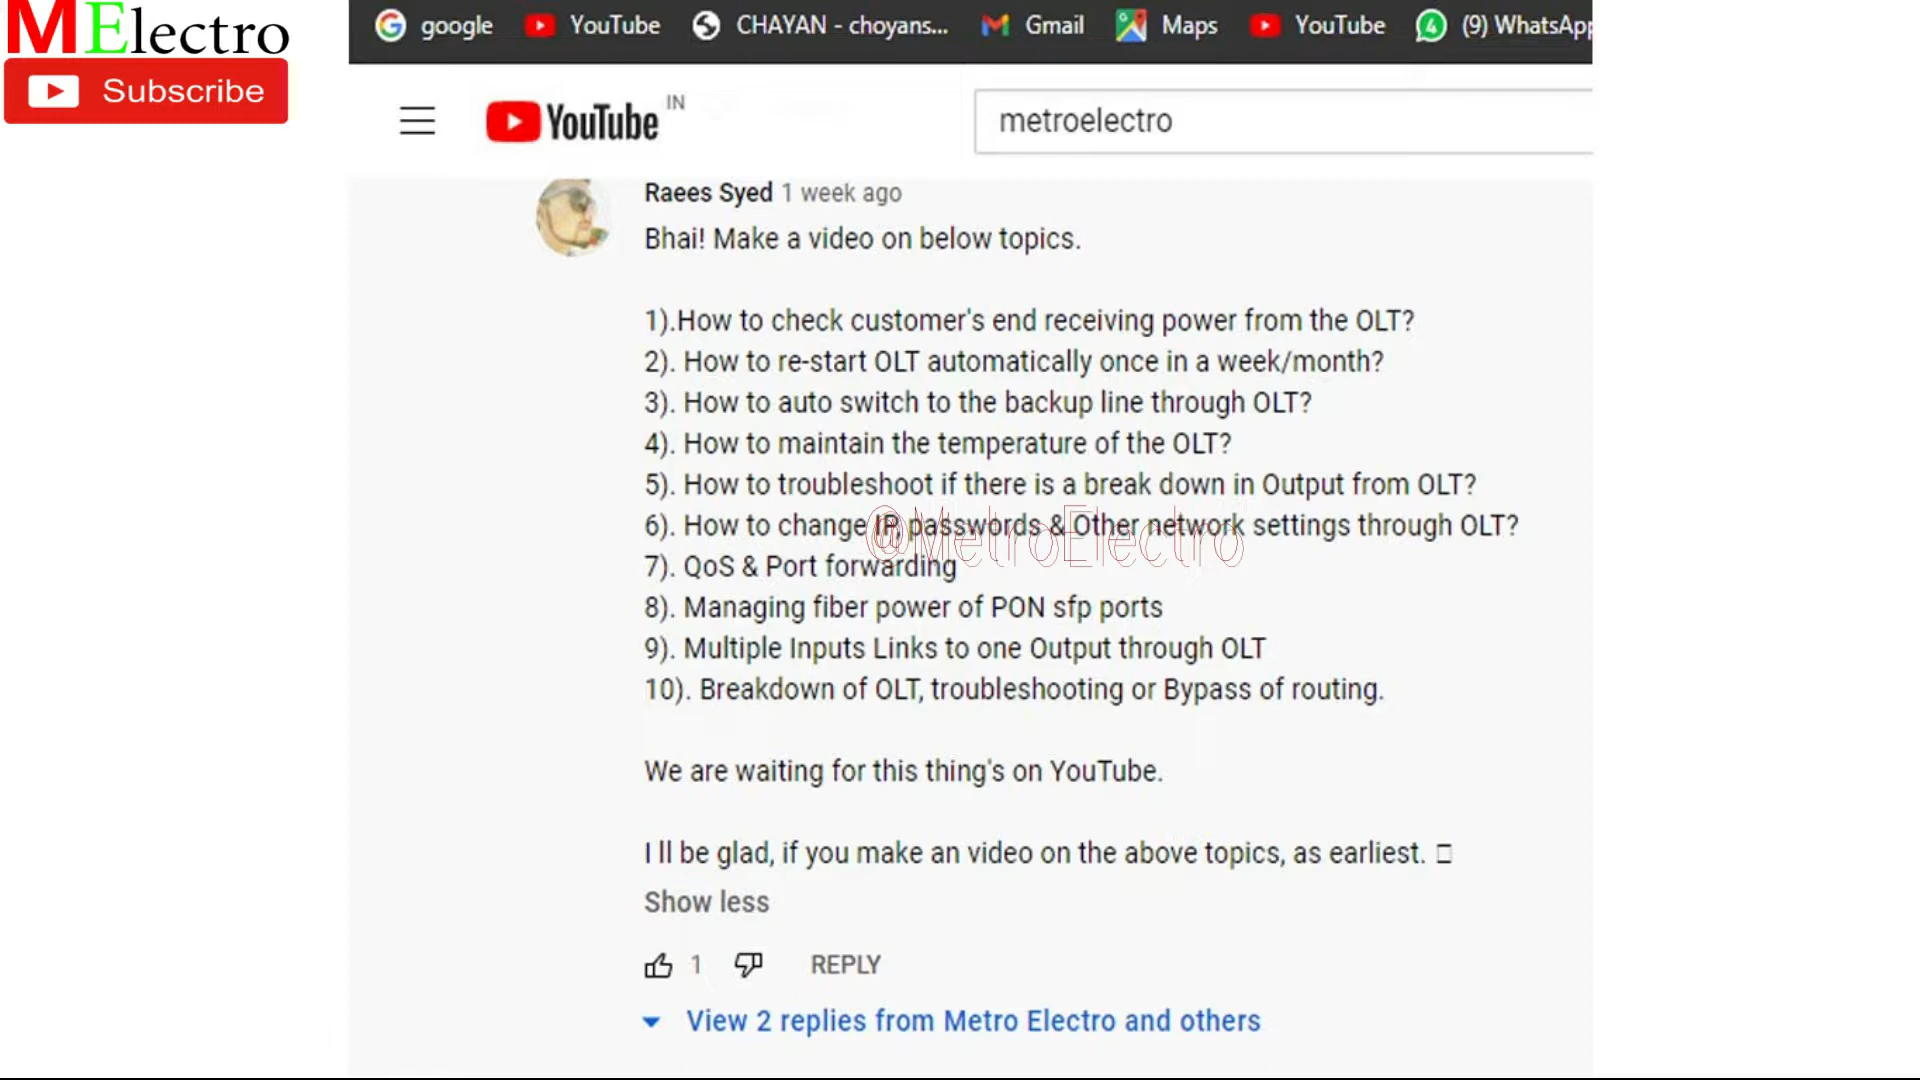 MElectro
Subscribe
google YouTube CHAYAN - choyans... Gmail Maps YouTube (9) WhatsApp
YouTube IN
metroelectro
Raees Syed 1 week ago
Bhai! Make a video on below topics.
1).How to check customer's end receiving power from the OLT?
2). How to re-start OLT automatically once in a week/month?
3). How to auto switch to the backup line through OLT?
4). How to maintain the temperature of the OLT?
5). How to troubleshoot if there is a break down in Output from OLT?
6). How to change IP, passwords & Other network settings through OLT?
@MetroElectro
7). QoS & Port forwarding
8). Managing fiber power of PON sfp ports
9). Multiple Inputs Links to one Output through OLT
10). Breakdown of OLT, troubleshooting or Bypass of routing.
We are waiting for this thing's on YouTube.
I ll be glad, if you make an video on the above topics, as earliest.
Show less
1 REPLY
View 2 replies from Metro Electro and others